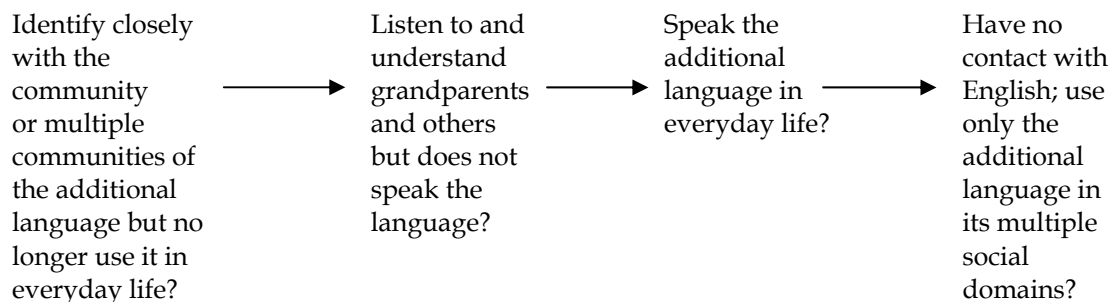 Identify closely
with the
community
or multiple
communities of
the additional
language but no
longer use it in
everyday life?
Listen to and
understand
grandparents
and others
but does not
speak the
language?
Speak the
additional
language in
everyday life?
Have no
contact with
English; use
only the
additional
language in
its multiple
social
domains?